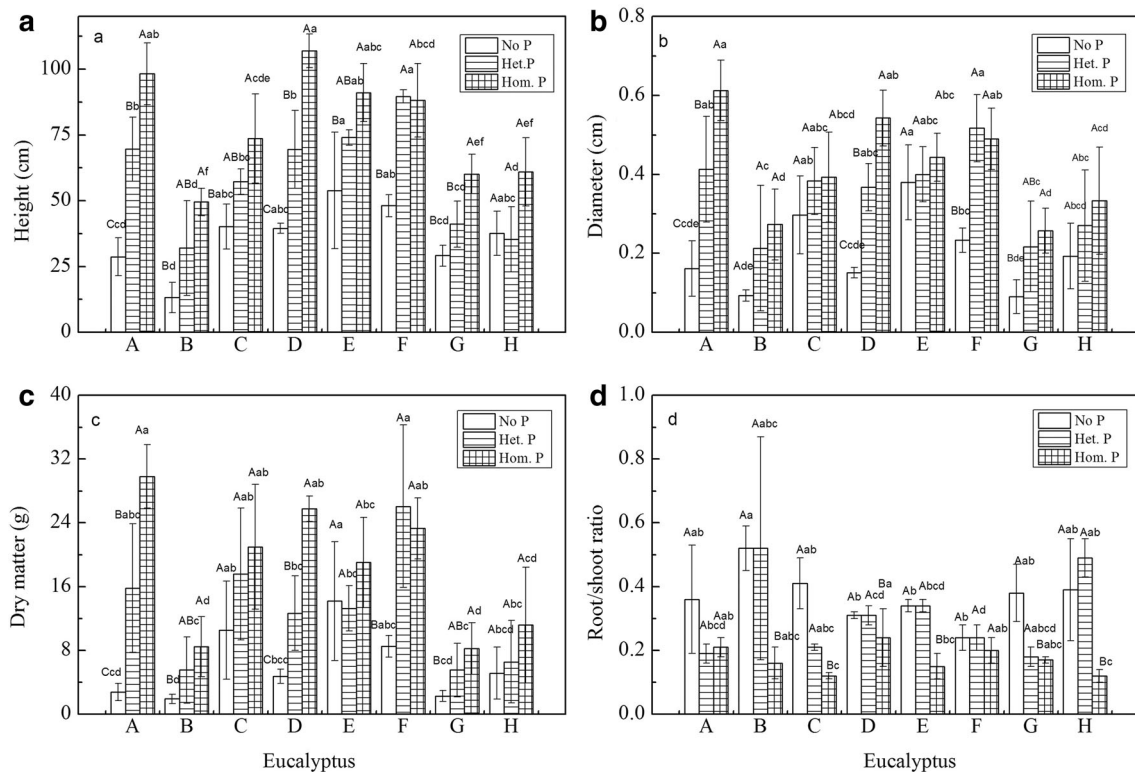 a
a
No P
Het.P
Hom. P
Height (cm)
100
75
50
25
0
Ccd Bb Aab
Bd ABd Af
Babc ABbc Acde
Cabc Bb Aa
Ba ABab Aabc
Bab Aa Abcd
Bcd Bcd Aef
Aabc Ad Aef
A B C D E F G H
b
b
No P
Het. P
Hom. P
Diameter (cm)
0.8
0.6
0.4
0.2
0.0
Ccde Bab Aa
Ade Ac Ad
Aab Aabc Abcd
Ccde Babc Aab
Aa Aabc Abc
Bbc Aa Aab
Bde ABc Ad
Abcd Abc Acd
A B C D E F G H
c
c
No P
Het. P
Hom. P
Dry matter (g)
40
32
24
16
8
0
Ccd Babc Aa
Bd ABc Ad
Aab Aab Aab
Cbcd Bbc Aab
Aa Abc Abc
Babc Aa Aab
Bcd ABc Ad
Abcd Abc Acd
A B C D E F G H
Eucalyptus
d
d
No P
Het. P
Hom. P
Root/shoot ratio
1.0
0.8
0.6
0.4
0.2
0.0
Aab Aab Aab
Aa Aabc Babc
Aab Aabc Bc
Ab Acd Ba
Ab Abcd Bbc
Ab Ad Aab
Aab Aabcd Babc
Aab Aab Bc
A B C D E F G H
Eucalyptus